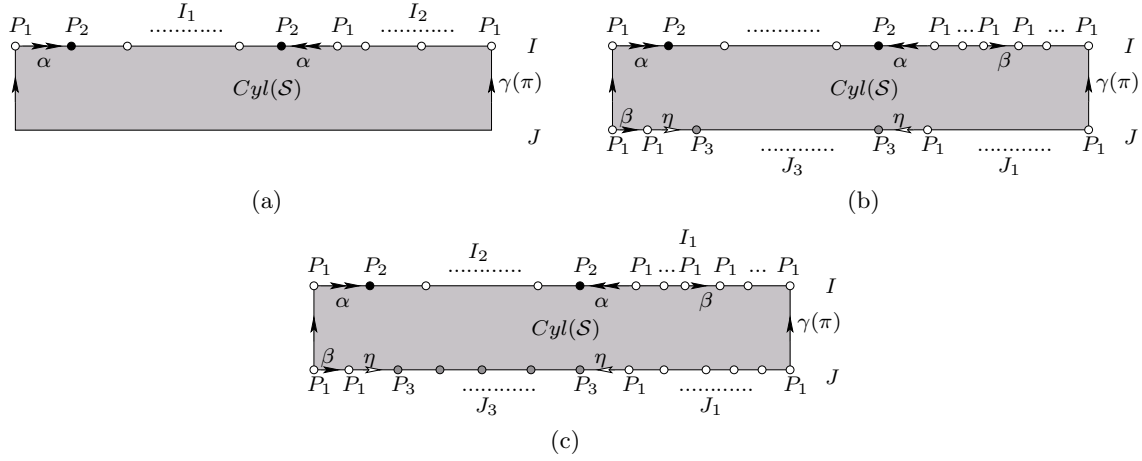 I₁ I₂
P₁ P₂ ............ P₂ P₁ ............ P₁ I
α α
Cyl(𝒮) γ(π)
J
(a)
P₁ P₂ ............ P₂ P₁ ... P₁ P₁ ... P₁ I
α α β
Cyl(𝒮) γ(π)
β η η
P₁ P₁ P₃ ............ P₃ P₁ ............ P₁ J
J₃ J₁
(b)
I₂ I₁
P₁ P₂ ............ P₂ P₁ ... P₁ P₁ ... P₁ I
α α β
Cyl(𝒮) γ(π)
β η η J
P₁ P₁ P₃ ............ P₃ P₁ ............ P₁
J₃ J₁
(c)